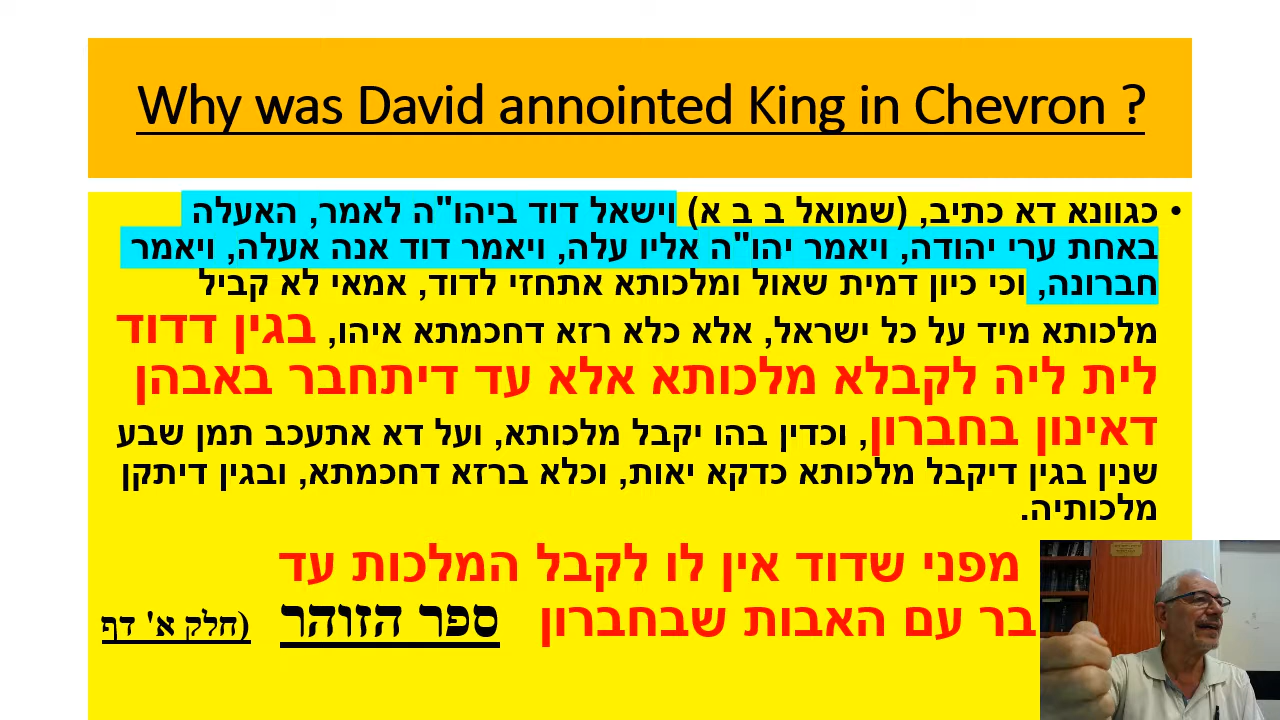 Why was David annointed King in Chevron ?
• כגוונא דא כתיב, (שמואל ב ב א) וישאל דוד ביהו"ה לאמר, האעלה
באחת ערי יהודה, ויאמר יהו"ה אליו עלה, ויאמר דוד אנה אעלה, ויאמר
חברונה, וכי כיון דמית שאול ומלכותא אתחזי לדוד, אמאי לא קביל
מלכותא מיד על כל ישראל, אלא כלא רזא דחכמתא איהו, בגין דדוד
לית ליה לקבלא מלכותא אלא עד דיתחבר באבהן
דאינון בחברון, וכדין בהו יקבל מלכותא, ועל דא אתעכב תמן שבע
שנין בגין דיקבל מלכותא כדקא יאות, וכלא ברזא דחכמתא, ובגין דיתקן
מלכותיה.
מפני שדוד אין לו לקבל המלכות עד
בר עם האבות שבחברון ספר הזוהר (חלק א' דף